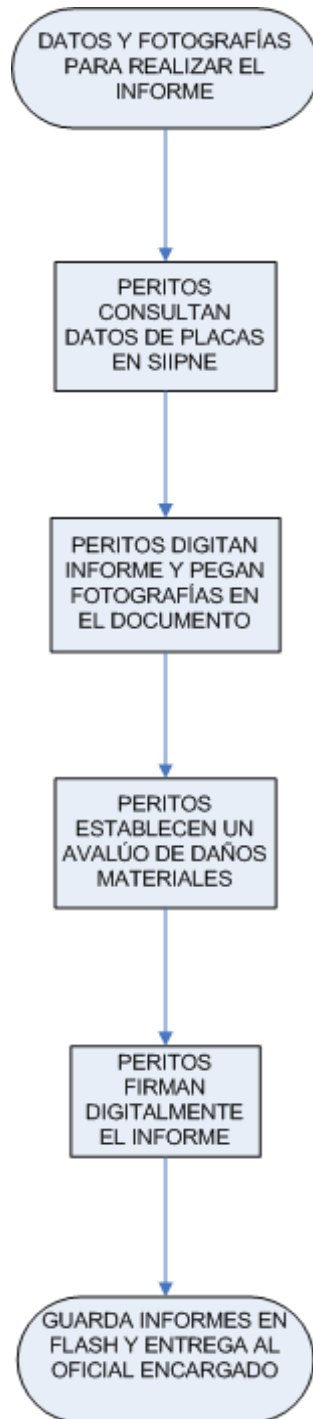 DATOS Y FOTOGRAFÍAS
PARA REALIZAR EL
INFORME
PERITOS
CONSULTAN
DATOS DE PLACAS
EN SIIPNE
PERITOS DIGITAN
INFORME Y PEGAN
FOTOGRAFÍAS EN
EL DOCUMENTO
PERITOS
ESTABLECEN UN
AVALÚO DE DAÑOS
MATERIALES
PERITOS
FIRMAN
DIGITALMENTE
EL INFORME
GUARDA INFORMES EN
FLASH Y ENTREGA AL
OFICIAL ENCARGADO